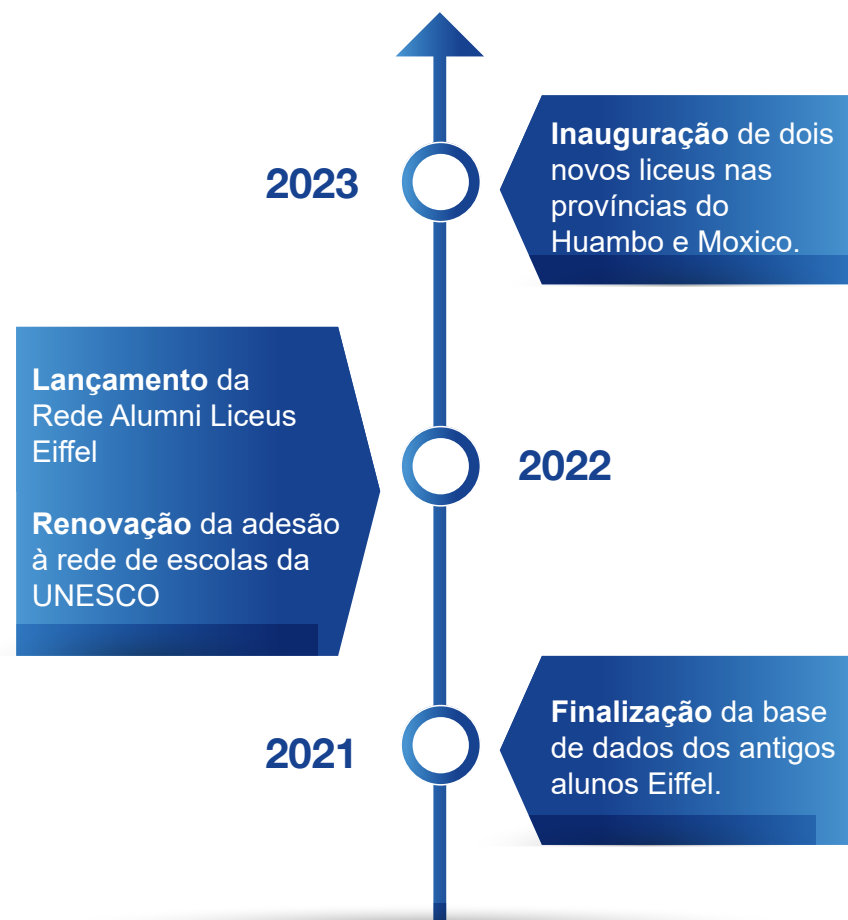 2023
Inauguração de dois
novos liceus nas
províncias do
Huambo e Moxico.
Lançamento da
Rede Alumni Liceus
Eiffel
Renovação da adesão
à rede de escolas da
UNESCO
2022
2021
Finalização da base
de dados dos antigos
alunos Eiffel.